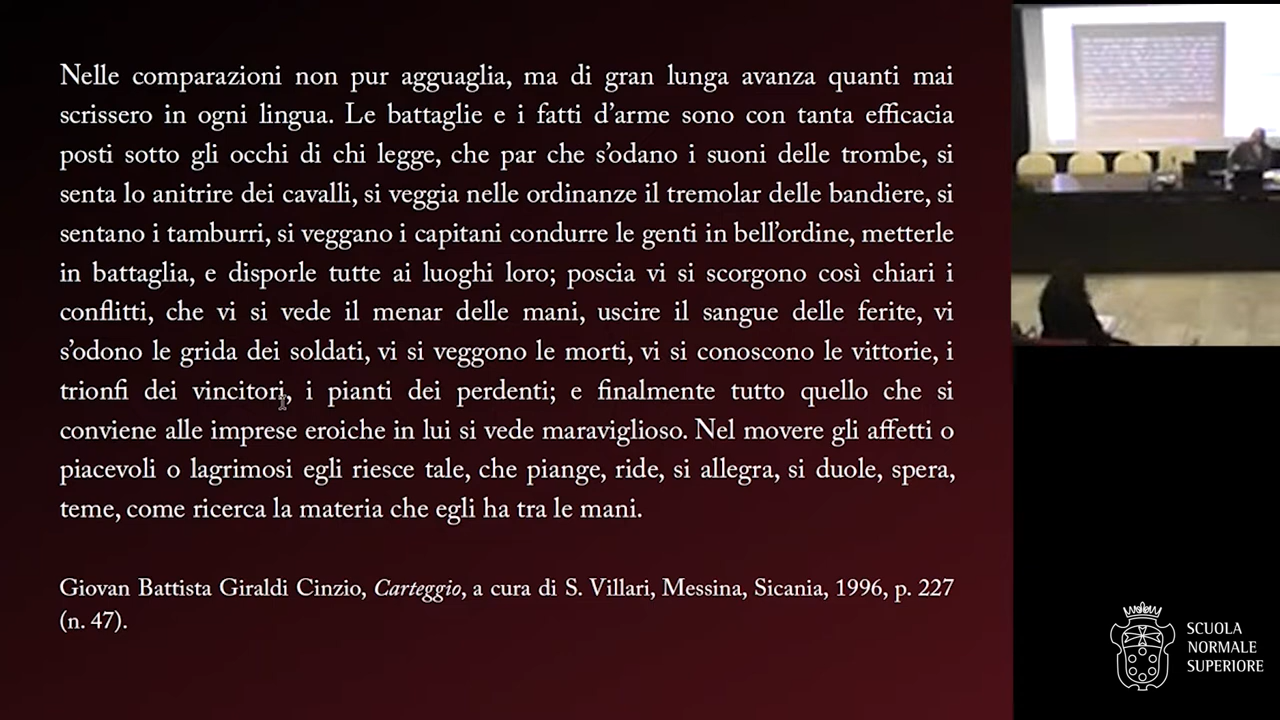 Nelle comparazioni non pur agguaglia, ma di gran lunga avanza quanti mai
scrissero in ogni lingua. Le battaglie e i fatti d’arme sono con tanta efficacia
posti sotto gli occhi di chi legge, che par che s’odano i suoni delle trombe, si
senta lo anitrire dei cavalli, si veggia nelle ordinanze il tremolar delle bandiere, si
sentano i tamburri, si veggano i capitani condurre le genti in bell’ordine, metterle
in battaglia, e disporle tutte ai luoghi loro; poscia vi si scorgono così chiari i
conflitti, che vi si vede il menar delle mani, uscire il sangue delle ferite, vi
s’odono le grida dei soldati, vi si veggono le morti, vi si conoscono le vittorie, i
trionfi dei vincitori, i pianti dei perdenti; e finalmente tutto quello che si
conviene alle imprese eroiche in lui si vede maraviglioso. Nel movere gli affetti o
piacevoli o lagrimosi egli riesce tale, che piange, ride, si allegra, si duole, spera,
teme, come ricerca la materia che egli ha tra le mani.
Giovan Battista Giraldi Cinzio, Carteggio, a cura di S. Villari, Messina, Sicania, 1996, p. 227
(n. 47).
SCUOLA
NORMALE
SUPERIORE